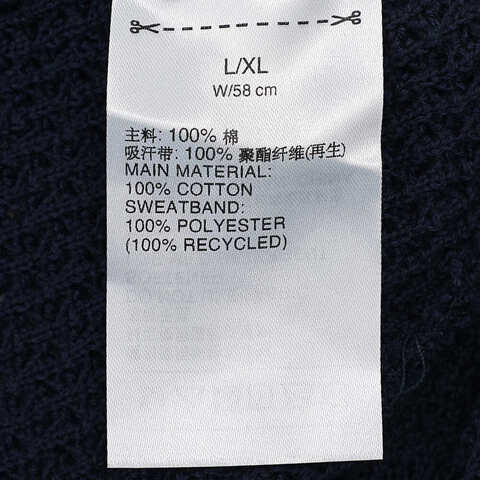 L/XL
W/58 cm
主料: 100% 棉
吸汗带: 100% 聚酯纤维(再生)
MAIN MATERIAL:
100% COTTON
SWEATBAND:
100% POLYESTER
(100% RECYCLED)